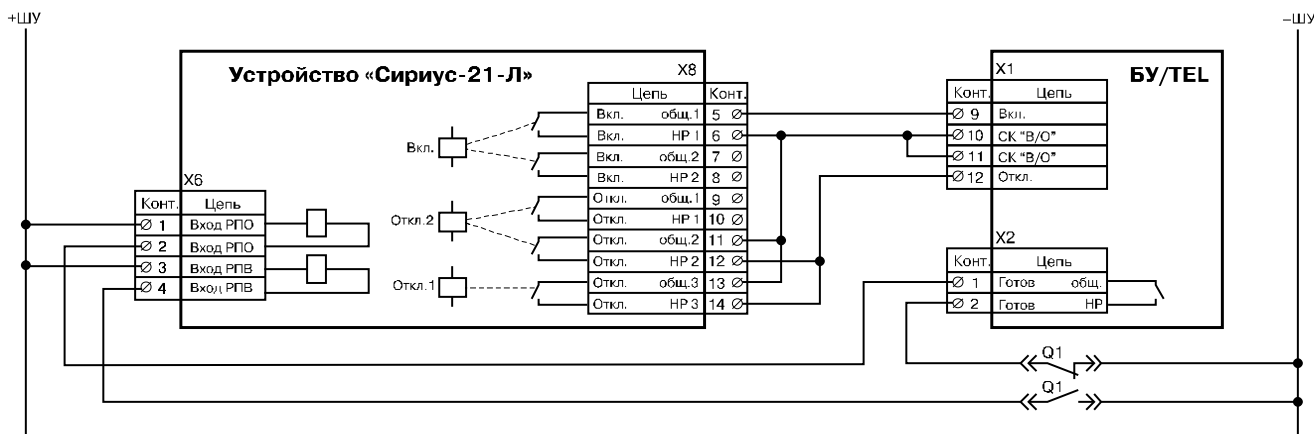 +ШУ
–ШУ
Устройство «Сириус-21-Л»
X8
Цепь Конт.
Вкл. общ.1 5
Вкл. НР 1 6
Вкл. общ.2 7
Вкл. НР 2 8
Откл. общ.1 9
Откл. НР 1 10
Откл. общ.2 11
Откл. НР 2 12
Откл. общ.3 13
Откл. НР 3 14
Вкл.
Откл.2
Откл.1
X6
Конт. Цепь
1 Вход РПО
2 Вход РПО
3 Вход РПВ
4 Вход РПВ
БУ/TEL
X1
Конт. Цепь
9 Вкл.
10 СК "В/О"
11 СК "В/О"
12 Откл.
X2
Конт. Цепь
1 Готов общ.
2 Готов НР
Q1
Q1